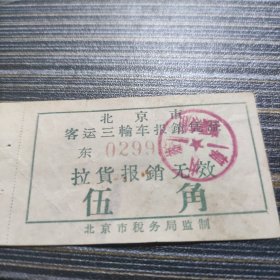 北京市
客运三輪车报銷凭证
东 0299
拉貨报銷无效
伍角
北京市税务局监制